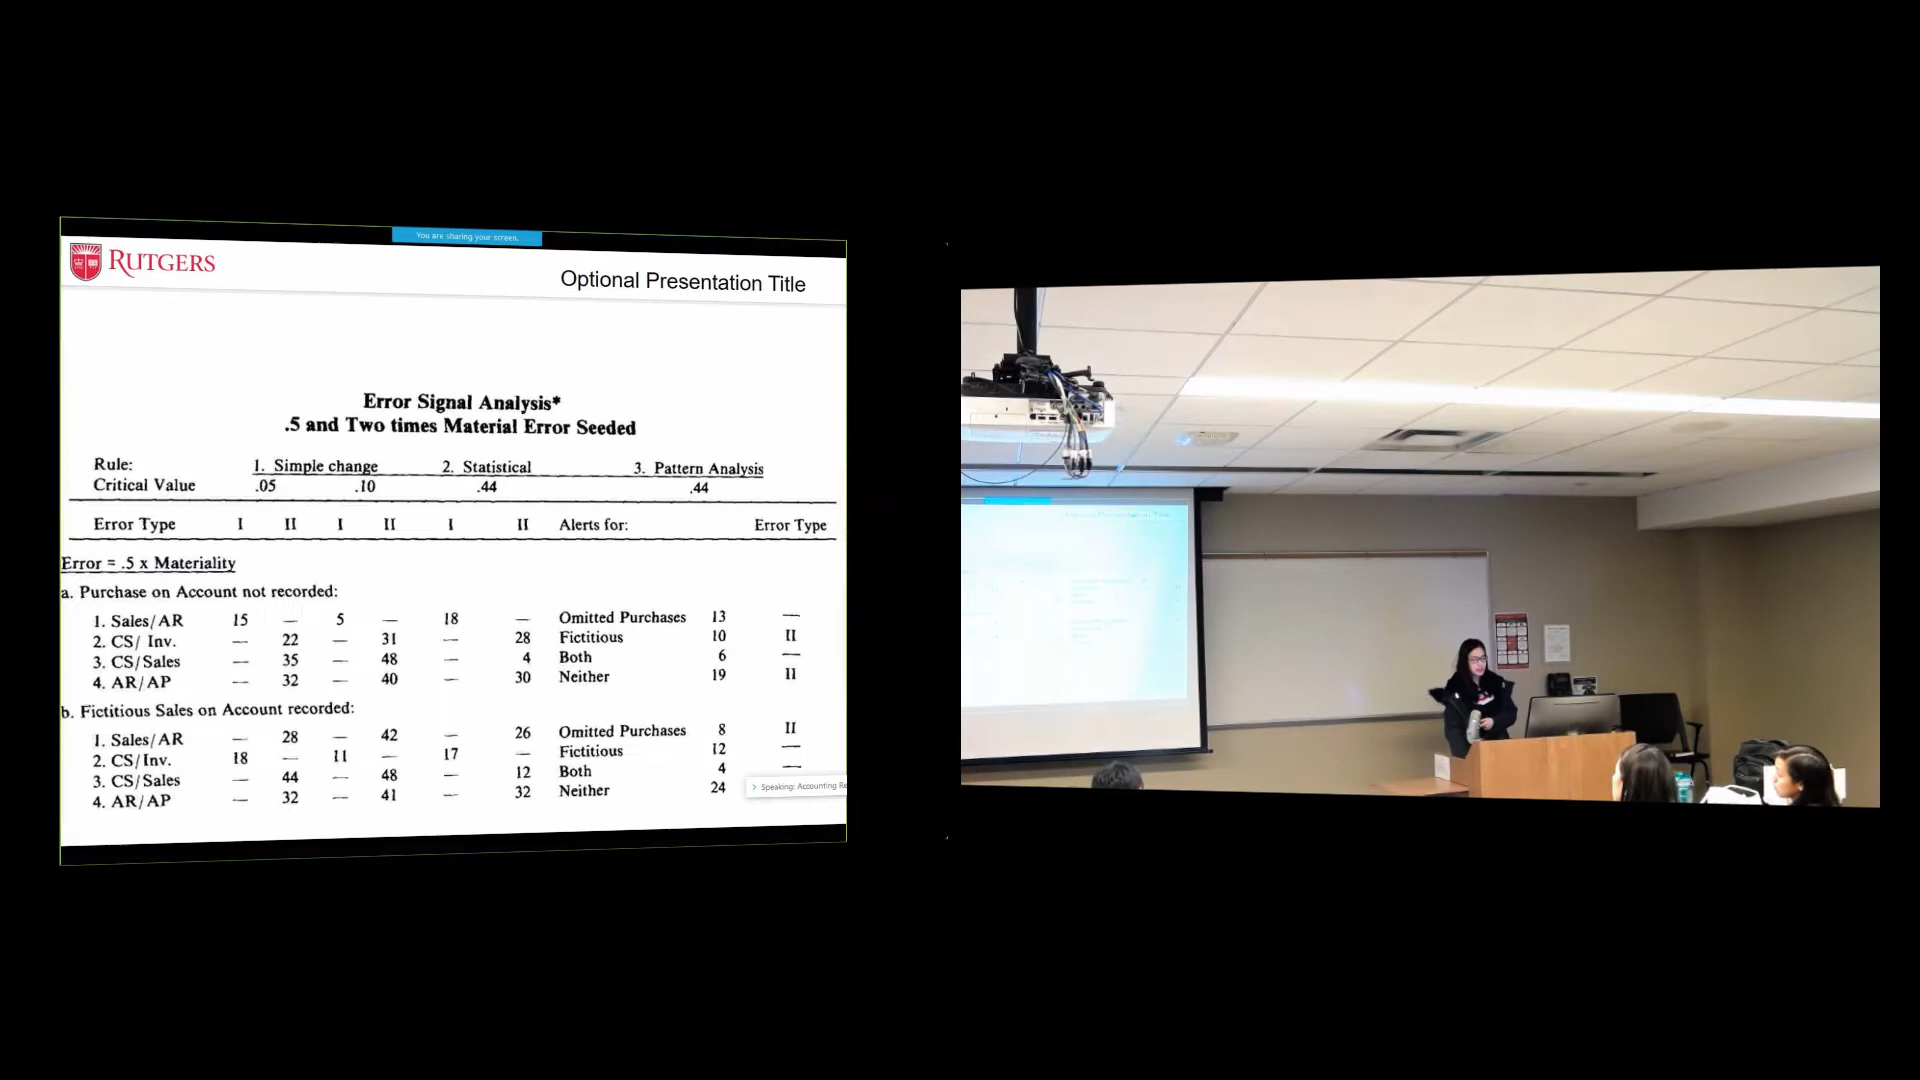 You are sharing your screen.
RUTGERS
Optional Presentation Title
Error Signal Analysis*
.5 and Two times Material Error Seeded
Rule: 1. Simple change 2. Statistical 3. Pattern Analysis
Critical Value .05 .10 .44 .44
Error Type I II I II I II Alerts for: Error Type
Error = .5 x Materiality
a. Purchase on Account not recorded:
1. Sales/AR 15 — 5 — 18 — Omitted Purchases 13 —
2. CS/ Inv. — 22 — 31 — 28 Fictitious 10 II
3. CS/Sales — 35 — 48 — 4 Both 6 —
4. AR/AP — 32 — 40 — 30 Neither 19 II
b. Fictitious Sales on Account recorded:
1. Sales/AR — 28 — 42 — 26 Omitted Purchases 8 II
2. CS/Inv. 18 — 11 — 17 — Fictitious 12 —
3. CS/Sales — 44 — 48 — 12 Both 4 —
4. AR/AP — 32 — 41 — 32 Neither 24
Speaking: Accounting Re